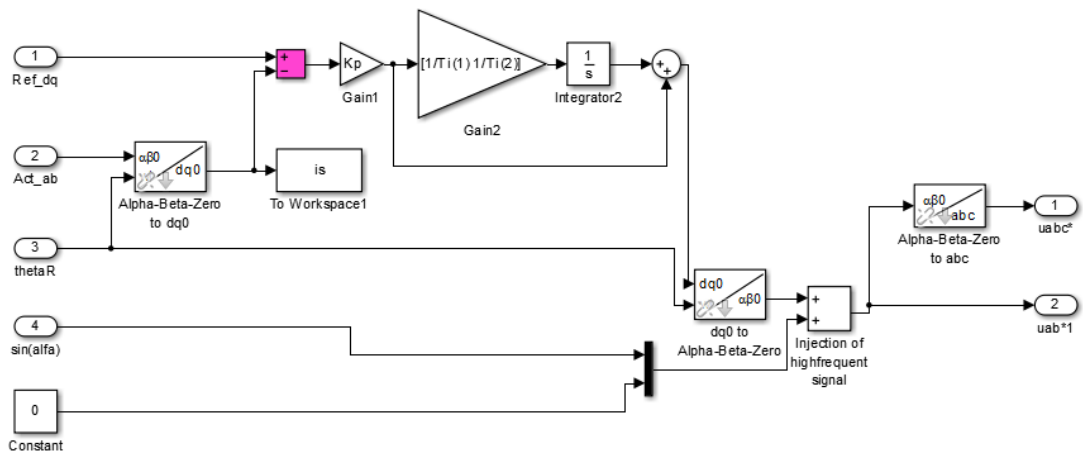 1
Ref_dq
+
−
Kp
Gain1
[1/Ti(1) 1/Ti(2)]
Gain2
1
s
Integrator2
+
+
2
Act_ab
αβ0
dq0
Alpha-Beta-Zero
to dq0
is
To Workspace1
3
thetaR
αβ0
abc
Alpha-Beta-Zero
to abc
1
uabc*
dq0
αβ0
dq0 to
Alpha-Beta-Zero
+
+
Injection of
highfrequent
signal
2
uab*1
4
sin(alfa)
0
Constant